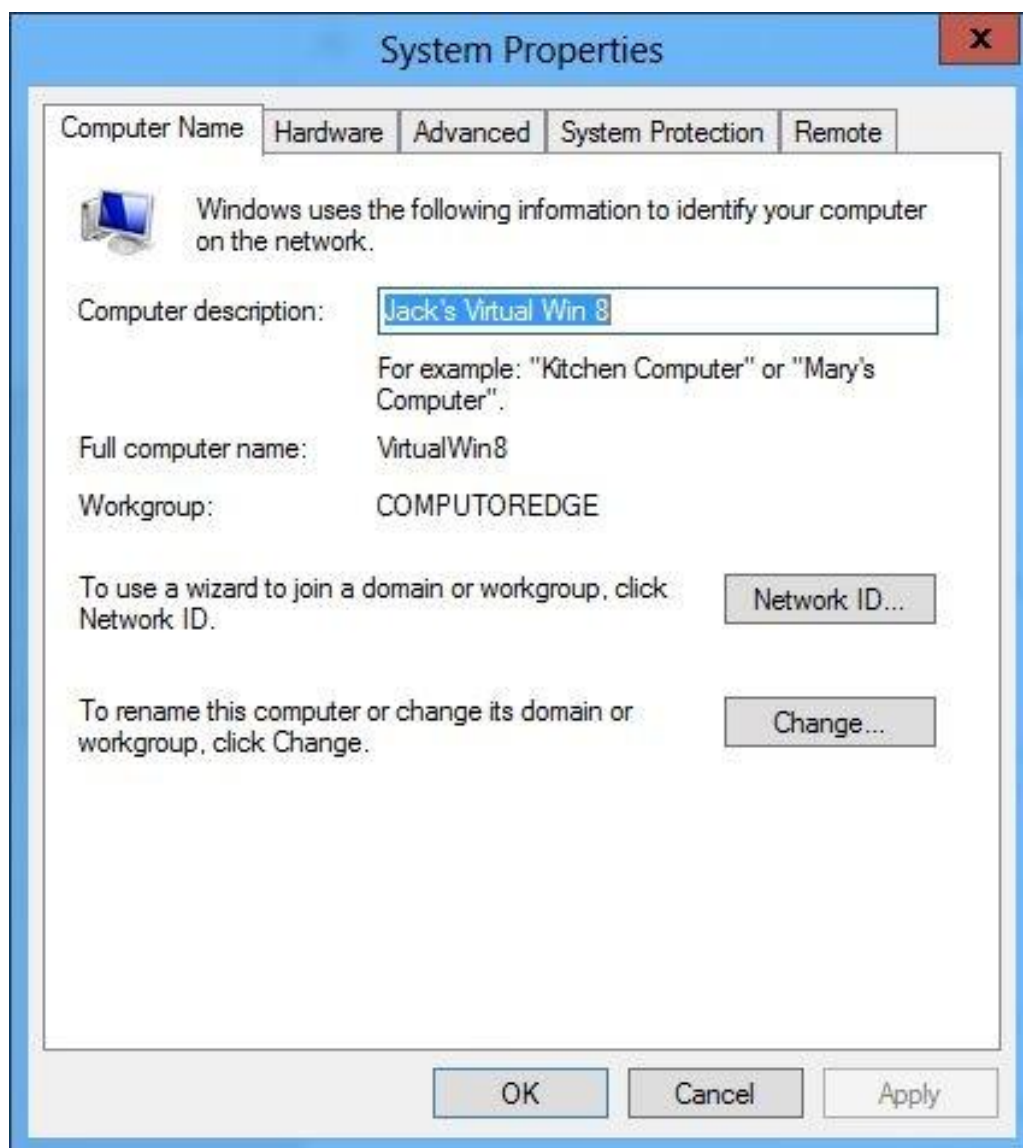 System Properties
x
Computer Name
Hardware
Advanced
System Protection
Remote
Windows uses the following information to identify your computer
on the network.
Computer description:
Jack's Virtual Win 8
For example: "Kitchen Computer" or "Mary's
Computer".
Full computer name:
VirtualWin8
Workgroup:
COMPUTOREDGE
To use a wizard to join a domain or workgroup, click
Network ID.
Network ID...
To rename this computer or change its domain or
workgroup, click Change.
Change...
OK
Cancel
Apply